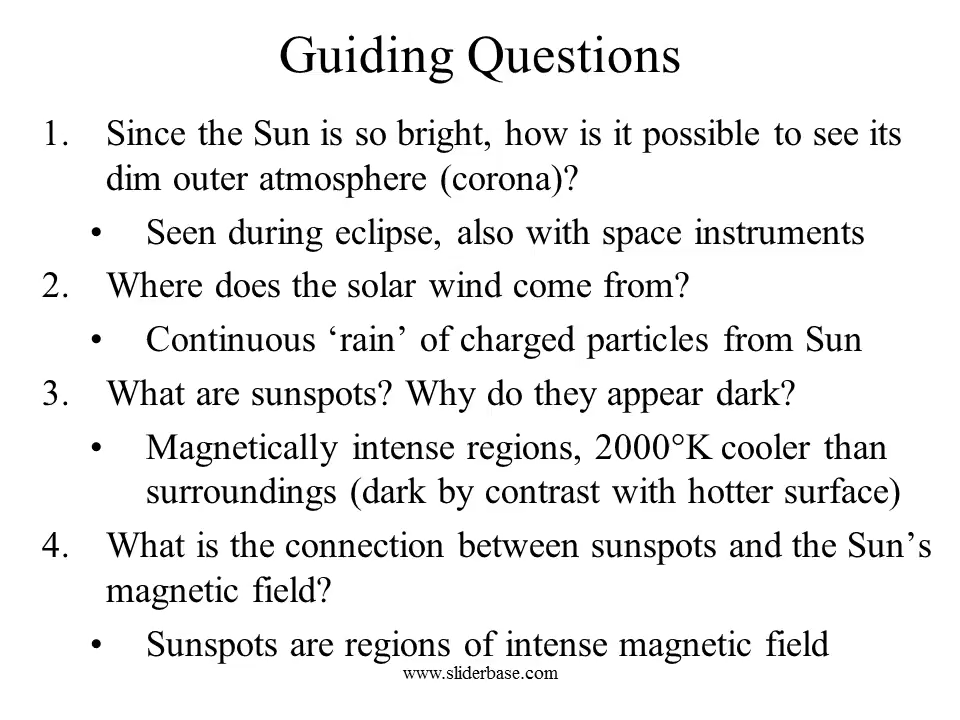 Guiding Questions
1. Since the Sun is so bright, how is it possible to see its
dim outer atmosphere (corona)?
• Seen during eclipse, also with space instruments
2. Where does the solar wind come from?
• Continuous ‘rain’ of charged particles from Sun
3. What are sunspots? Why do they appear dark?
• Magnetically intense regions, 2000°K cooler than
surroundings (dark by contrast with hotter surface)
4. What is the connection between sunspots and the Sun’s
magnetic field?
• Sunspots are regions of intense magnetic field
www.sliderbase.com